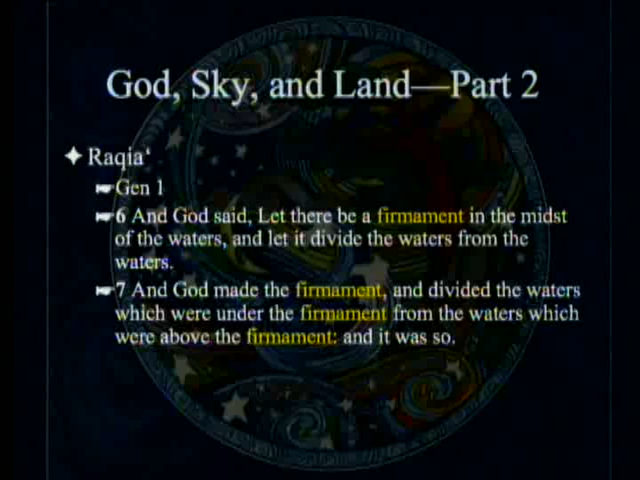 God, Sky, and Land—Part 2
Raqia‘
Gen 1
6 And God said, Let there be a firmament in the midst
of the waters, and let it divide the waters from the
waters.
7 And God made the firmament, and divided the waters
which were under the firmament from the waters which
were above the firmament: and it was so.